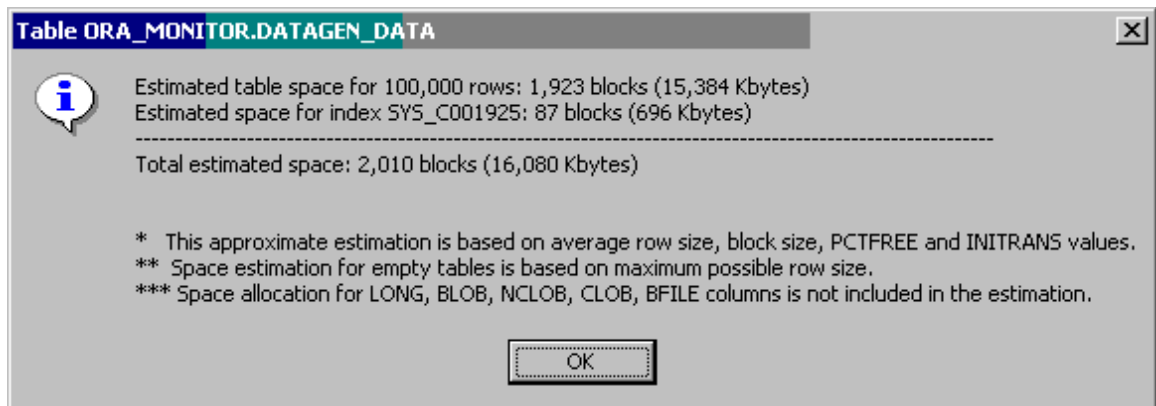 Table ORA_MONITOR.DATAGEN_DATA
Estimated table space for 100,000 rows: 1,923 blocks (15,384 Kbytes)
Estimated space for index SYS_C001925: 87 blocks (696 Kbytes)
--------------------------------------------------------------------------------------------------------------
Total estimated space: 2,010 blocks (16,080 Kbytes)
* This approximate estimation is based on average row size, block size, PCTFREE and INITRANS values.
** Space estimation for empty tables is based on maximum possible row size.
*** Space allocation for LONG, BLOB, NCLOB, CLOB, BFILE columns is not included in the estimation.
OK